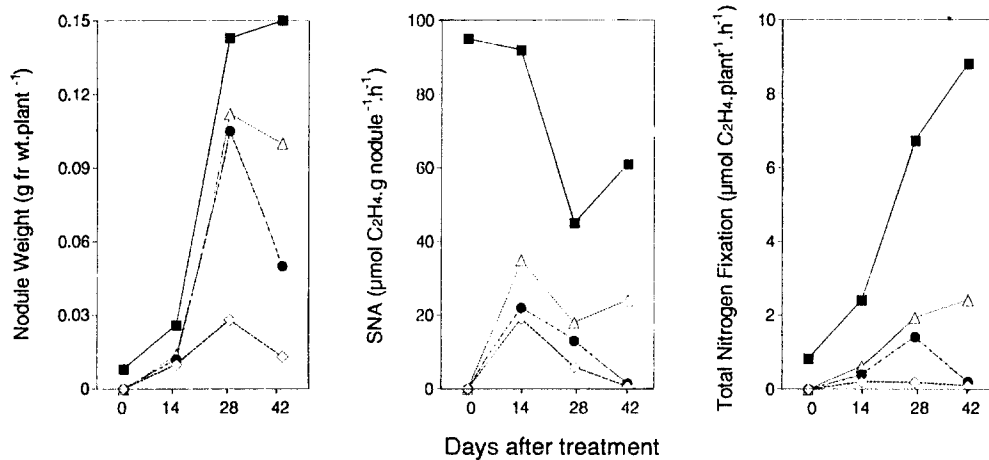 Nodule Weight (g fr wt.plant ⁻¹)
0.15
0.12
0.09
0.06
0.03
0
0 14 28 42
SNA (µmol C₂H₄.g nodule⁻¹.h⁻¹)
100
80
60
40
20
0
0 14 28 42
Total Nitrogen Fixation (µmol C₂H₄.plant⁻¹.h⁻¹)
10
8
6
4
2
0
0 14 28 42
Days after treatment